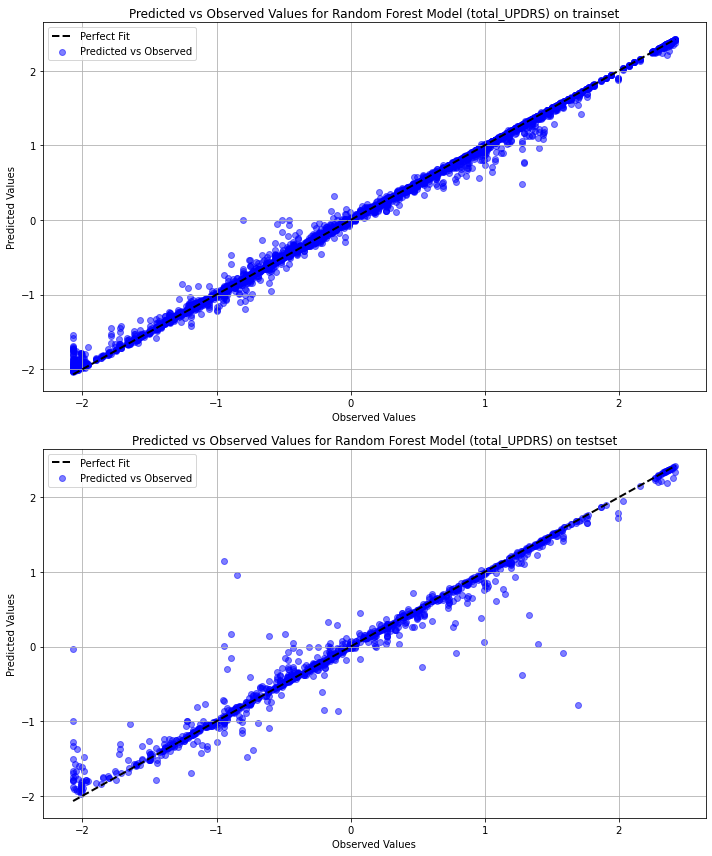 Predicted vs Observed Values for Random Forest Model (total_UPDRS) on trainset
Perfect Fit
Predicted vs Observed
2
1
0
−1
−2
Predicted Values
−2 −1 0 1 2
Observed Values
Predicted vs Observed Values for Random Forest Model (total_UPDRS) on testset
Perfect Fit
Predicted vs Observed
2
1
0
−1
−2
Predicted Values
−2 −1 0 1 2
Observed Values